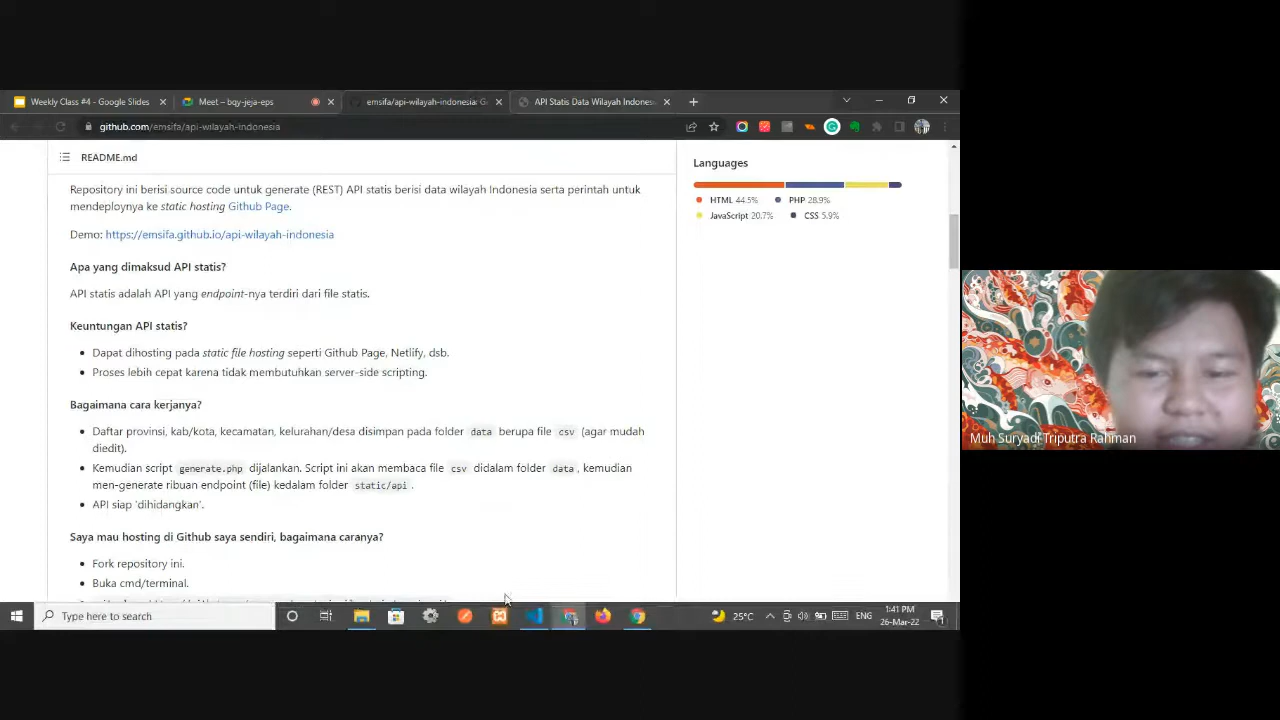 Weekly Class #4 - Google Slides
Meet – bqy-jeja-eps
emsifa/api-wilayah-indonesia: G
API Statis Data Wilayah Indones
github.com/emsifa/api-wilayah-indonesia
README.md
Repository ini berisi source code untuk generate (REST) API statis berisi data wilayah Indonesia serta perintah untuk
mendeploynya ke static hosting Github Page.
Demo: https://emsifa.github.io/api-wilayah-indonesia
Apa yang dimaksud API statis?
API statis adalah API yang endpoint-nya terdiri dari file statis.
Keuntungan API statis?
Dapat dihosting pada static file hosting seperti Github Page, Netlify, dsb.
Proses lebih cepat karena tidak membutuhkan server-side scripting.
Bagaimana cara kerjanya?
Daftar provinsi, kab/kota, kecamatan, kelurahan/desa disimpan pada folder data berupa file csv (agar mudah
diedit).
Kemudian script generate.php dijalankan. Script ini akan membaca file csv didalam folder data, kemudian
men-generate ribuan endpoint (file) kedalam folder static/api.
API siap 'dihidangkan'.
Saya mau hosting di Github saya sendiri, bagaimana caranya?
Fork repository ini.
Buka cmd/terminal.
Languages
HTML 44.5% PHP 28.9%
JavaScript 20.7% CSS 5.9%
Muh Suryadi Triputra Rahman
Type here to search
25°C
ENG
1:41 PM
26-Mar-22